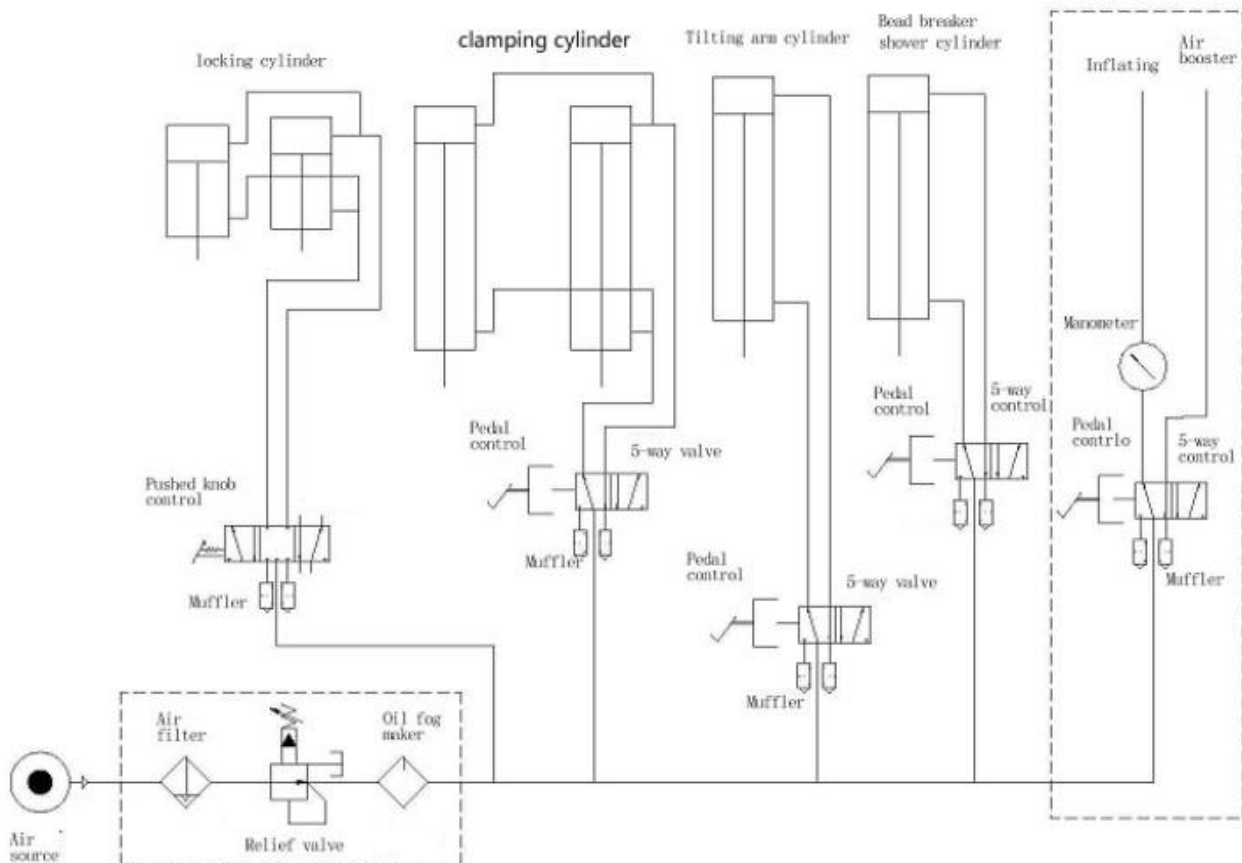 locking cylinder
clamping cylinder
Tilting arm cylinder
Bead breaker
shover cylinder
Inflating
Air
booster
Manometer
Pedal
contrlo
5-way
control
Pedal
control
5-way
control
Pedal
control
5-way valve
Muffler
Pushed knob
control
Muffler
Pedal
control
5-way valve
Muffler
Muffler
Air
filter
Oil fog
maker
Relief valve
Air
source